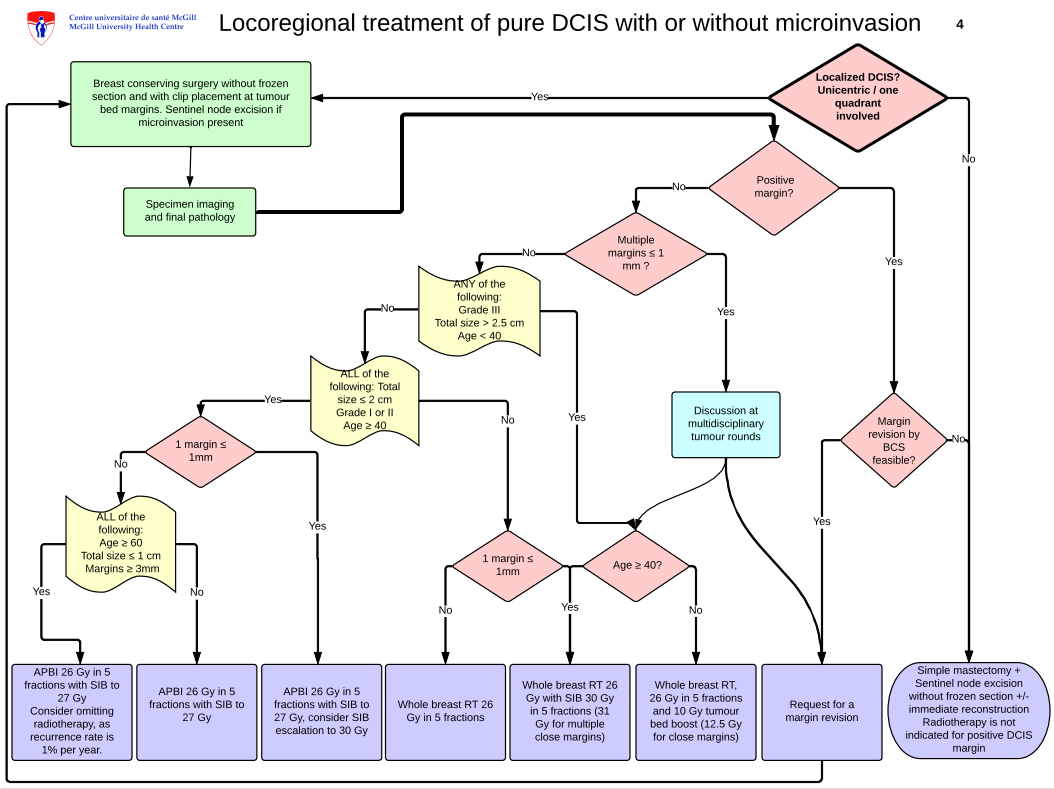 Centre universitaire de santé McGill
McGill University Health Centre
Locoregional treatment of pure DCIS with or without microinvasion
4
Breast conserving surgery without frozen
section and with clip placement at tumour
bed margins. Sentinel node excision if
microinvasion present
Yes
Localized DCIS?
Unicentric / one
quadrant
involved
No
Specimen imaging
and final pathology
Positive
margin?
No
Yes
Multiple
margins ≤ 1
mm ?
No
Yes
ANY of the
following:
Grade III
Total size > 2.5 cm
Age < 40
No
Yes
ALL of the
following: Total
size ≤ 2 cm
Grade I or II
Age ≥ 40
Yes
No
Discussion at
multidisciplinary
tumour rounds
Margin
revision by
BCS
feasible?
No
Yes
1 margin ≤
1mm
No
Yes
ALL of the
following:
Age ≥ 60
Total size ≤ 1 cm
Margins ≥ 3mm
Yes
No
1 margin ≤
1mm
No
Yes
Age ≥ 40?
No
APBI 26 Gy in 5
fractions with SIB to
27 Gy
Consider omitting
radiotherapy, as
recurrence rate is
1% per year.
APBI 26 Gy in 5
fractions with SIB to
27 Gy
APBI 26 Gy in 5
fractions with SIB to
27 Gy, consider SIB
escalation to 30 Gy
Whole breast RT 26
Gy in 5 fractions
Whole breast RT 26
Gy with SIB 30 Gy
in 5 fractions (31
Gy for multiple
close margins)
Whole breast RT,
26 Gy in 5 fractions
and 10 Gy tumour
bed boost (12.5 Gy
for close margins)
Request for a
margin revision
Simple mastectomy +
Sentinel node excision
without frozen section +/-
immediate reconstruction
Radiotherapy is not
indicated for positive DCIS
margin